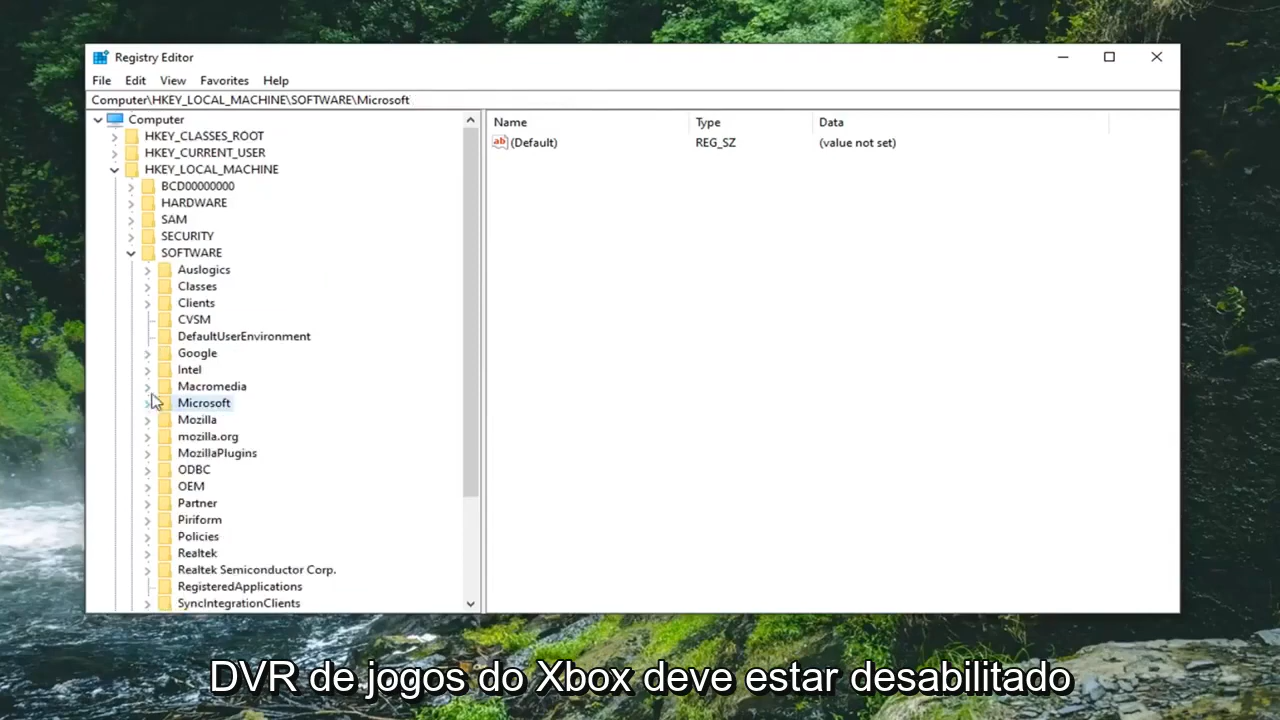 Registry Editor
File Edit View Favorites Help
Computer\HKEY_LOCAL_MACHINE\SOFTWARE\Microsoft
Computer
HKEY_CLASSES_ROOT
HKEY_CURRENT_USER
HKEY_LOCAL_MACHINE
BCD00000000
HARDWARE
SAM
SECURITY
SOFTWARE
Auslogics
Classes
Clients
CVSM
DefaultUserEnvironment
Google
Intel
Macromedia
Microsoft
Mozilla
mozilla.org
MozillaPlugins
ODBC
OEM
Partner
Piriform
Policies
Realtek
Realtek Semiconductor Corp.
RegisteredApplications
SyncIntegrationClients
Name Type Data
ab (Default) REG_SZ (value not set)
DVR de jogos do Xbox deve estar desabilitado